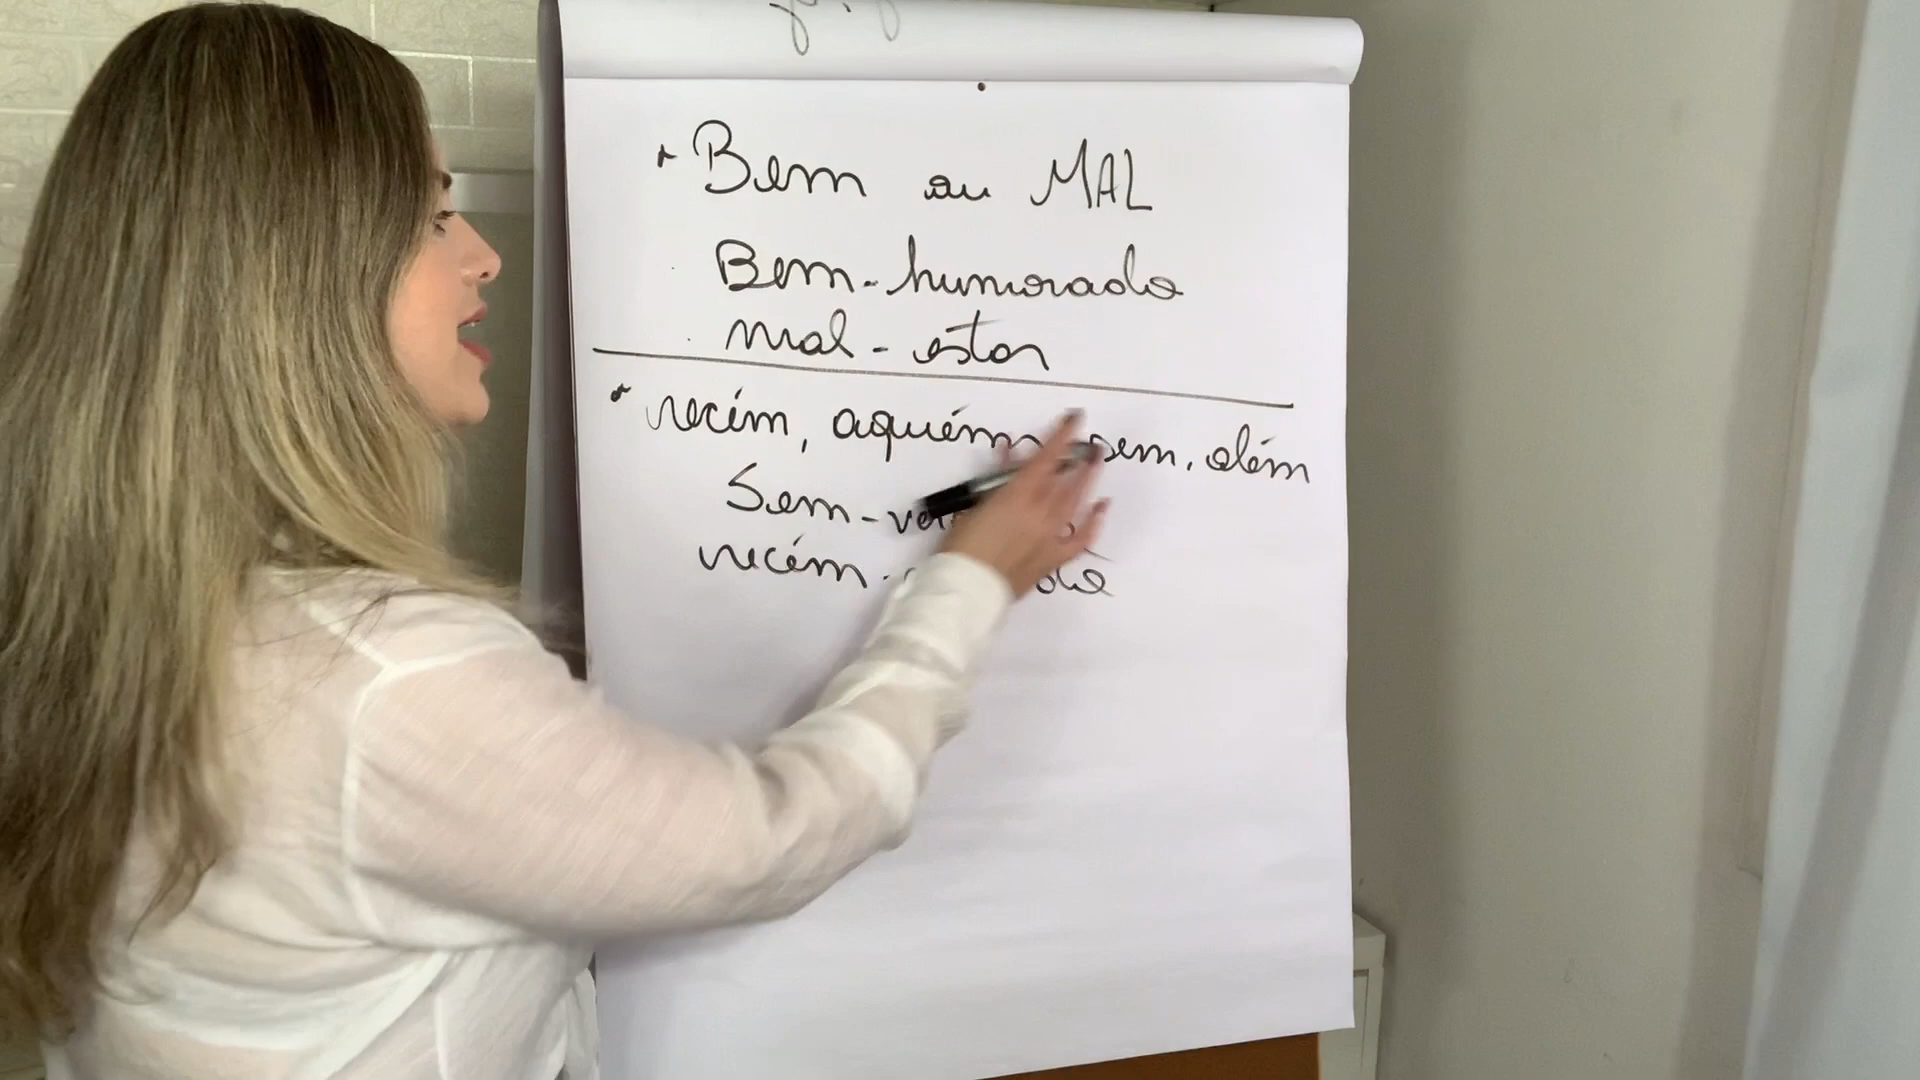 Bem ou MAL
Bem-humorado
mal-estar
recém, aquém, sem, além
Sem-
recém-